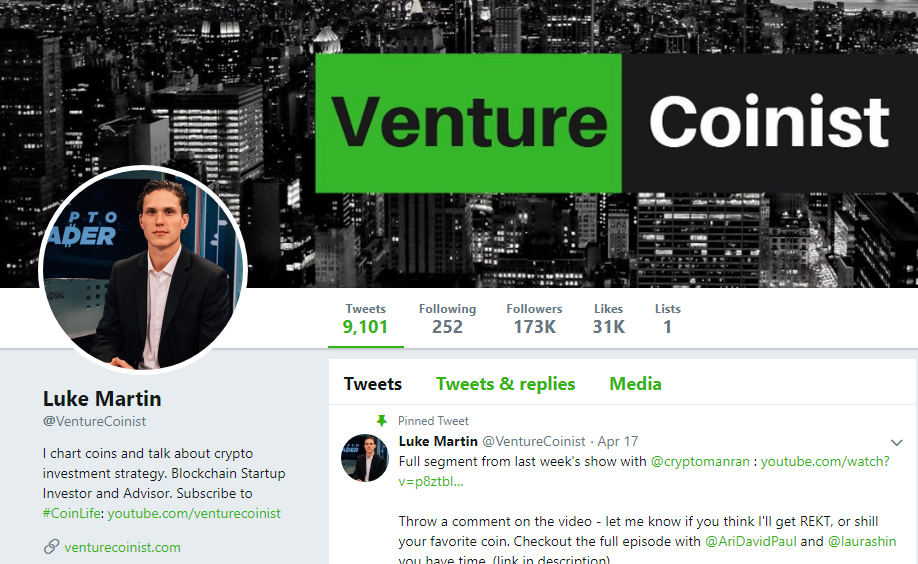 Venture Coinist
PTO
ADER
Tweets Following Followers Likes Lists
9,101 252 173K 31K 1
Tweets Tweets & replies Media
Luke Martin
@VentureCoinist
I chart coins and talk about crypto
investment strategy. Blockchain Startup
Investor and Advisor. Subscribe to
#CoinLife: youtube.com/venturecoinist
venturecoinist.com
Pinned Tweet
Luke Martin @VentureCoinist · Apr 17
Full segment from last week's show with @cryptomanran : youtube.com/watch?
v=p8ztbl...
Throw a comment on the video - let me know if you think I'll get REKT, or shill
your favorite coin. Checkout the full episode with @AriDavidPaul and @laurashin
you have time. (link in description)